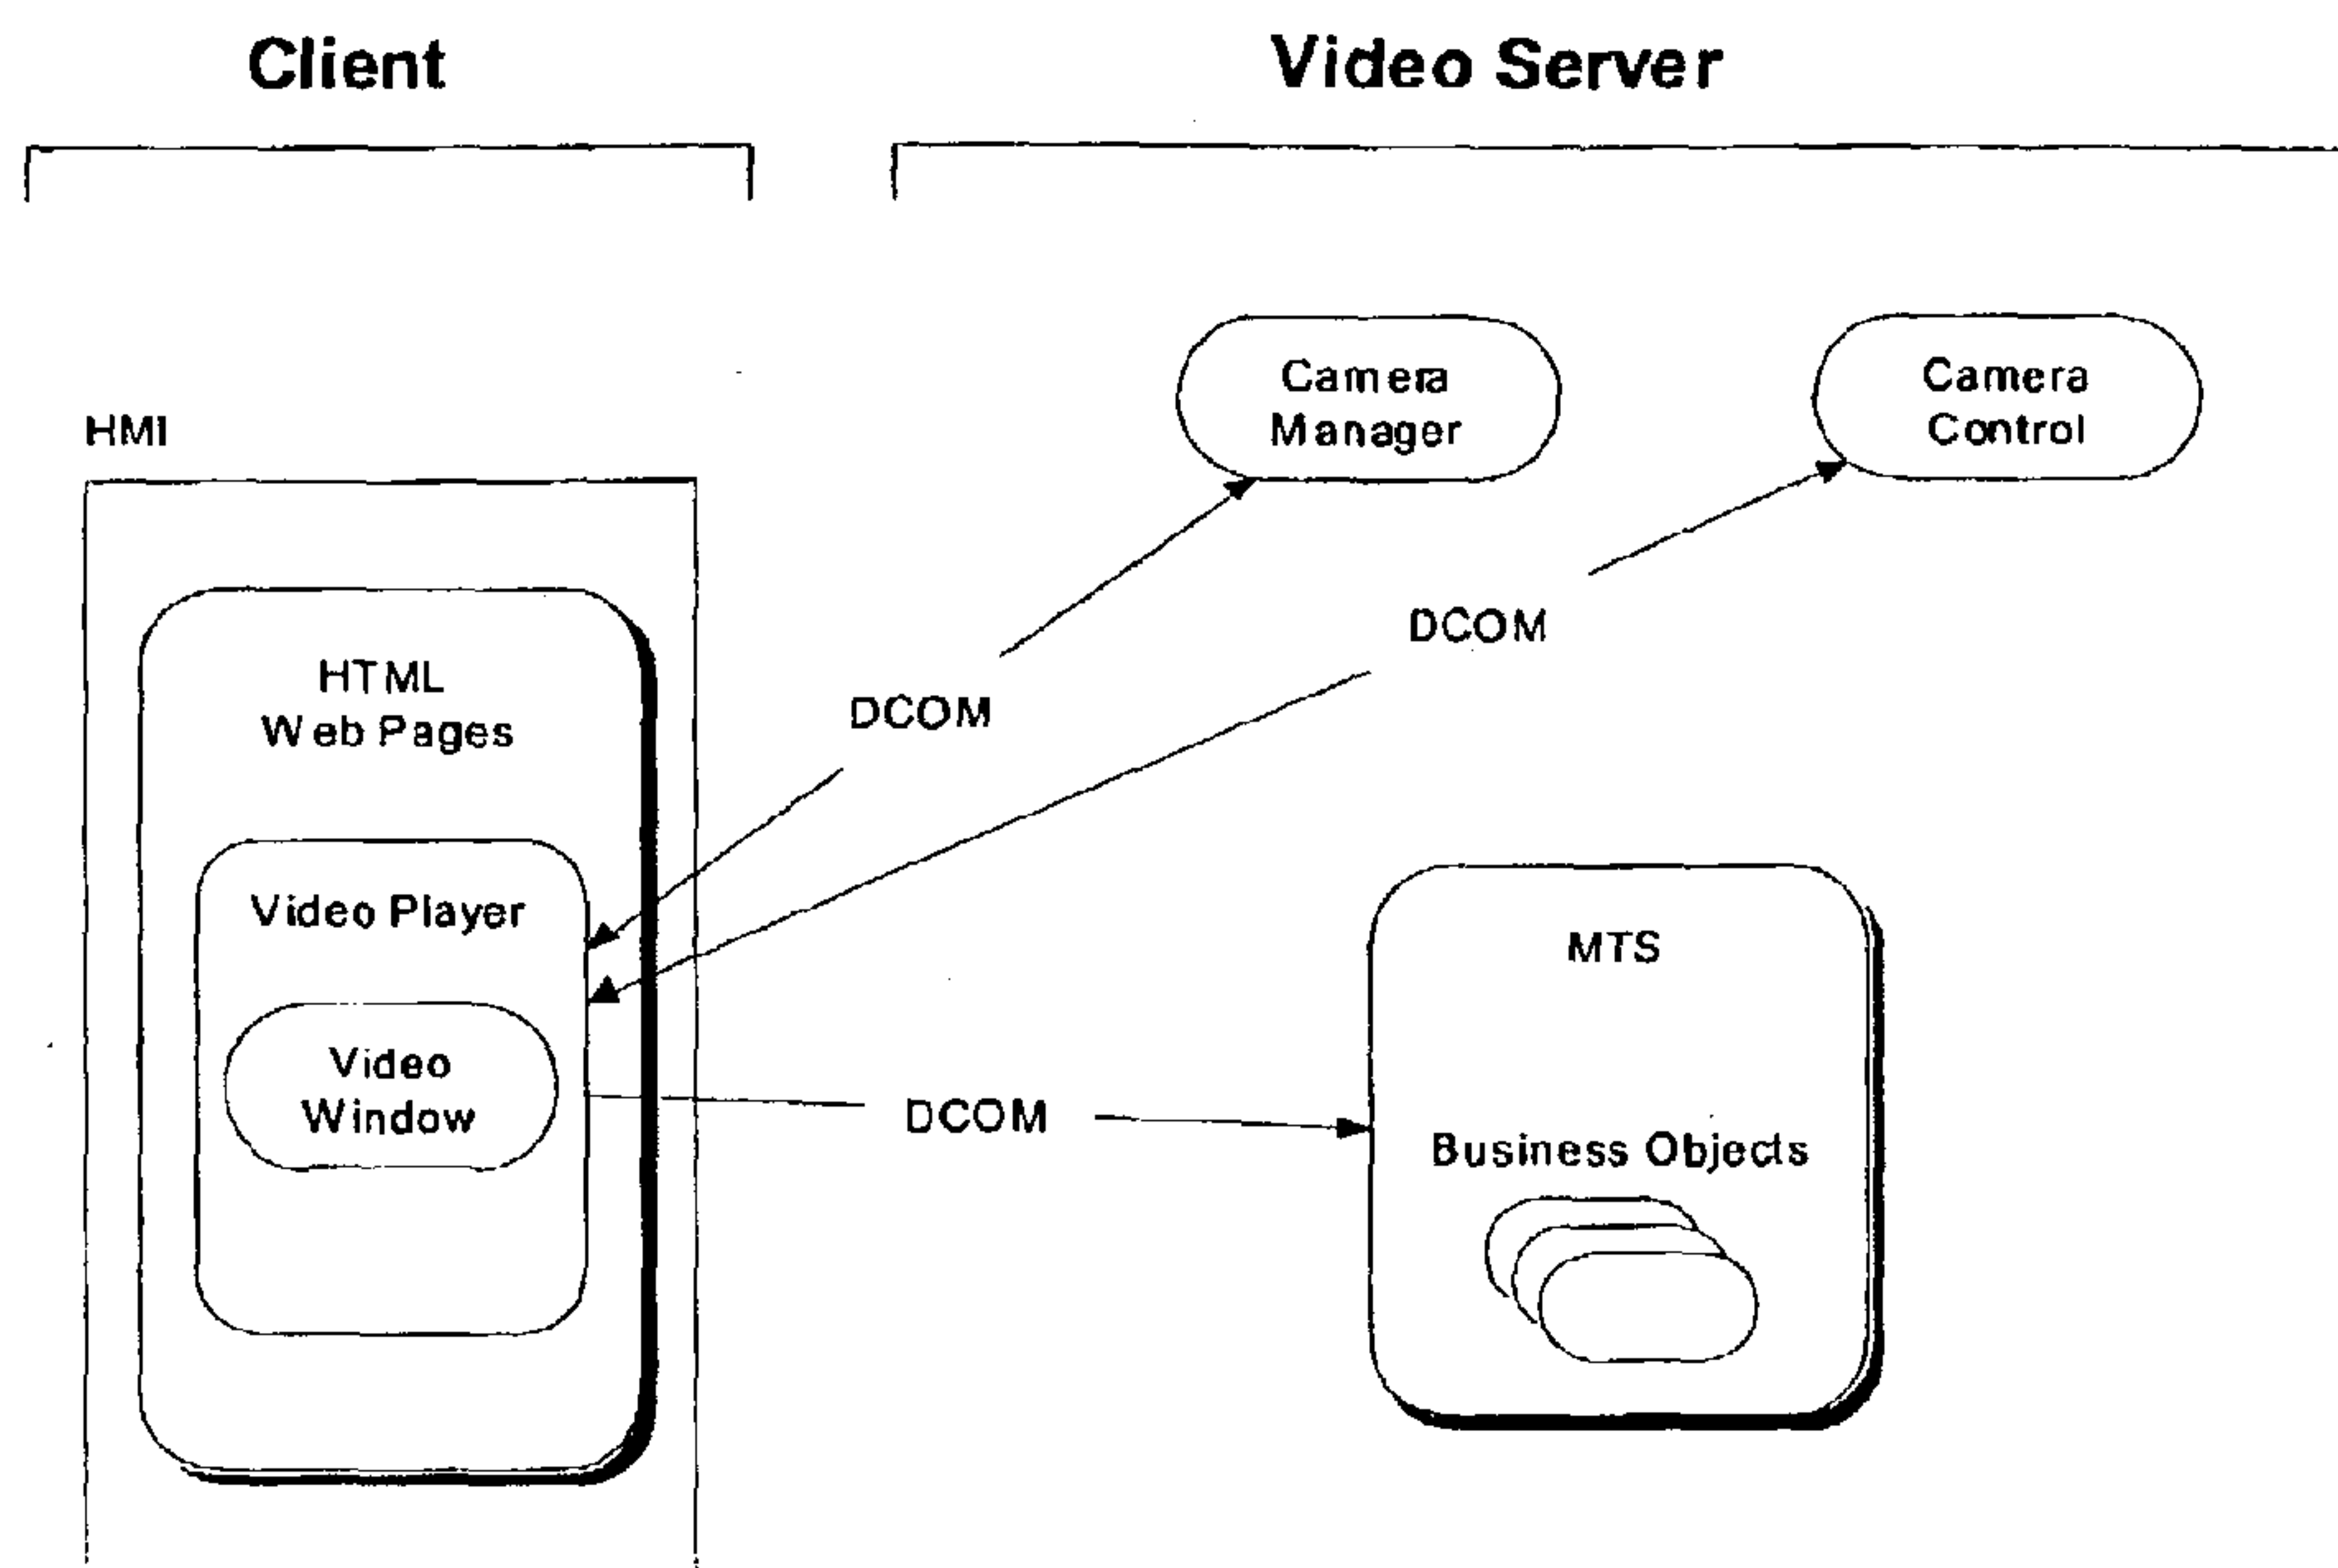 Client
Video Server
Camera
Manager
Camera
Control
HMI
HTML
Web Pages
DCOM
DCOM
Video Player
Video
Window
DCOM
MTS
Business Objects